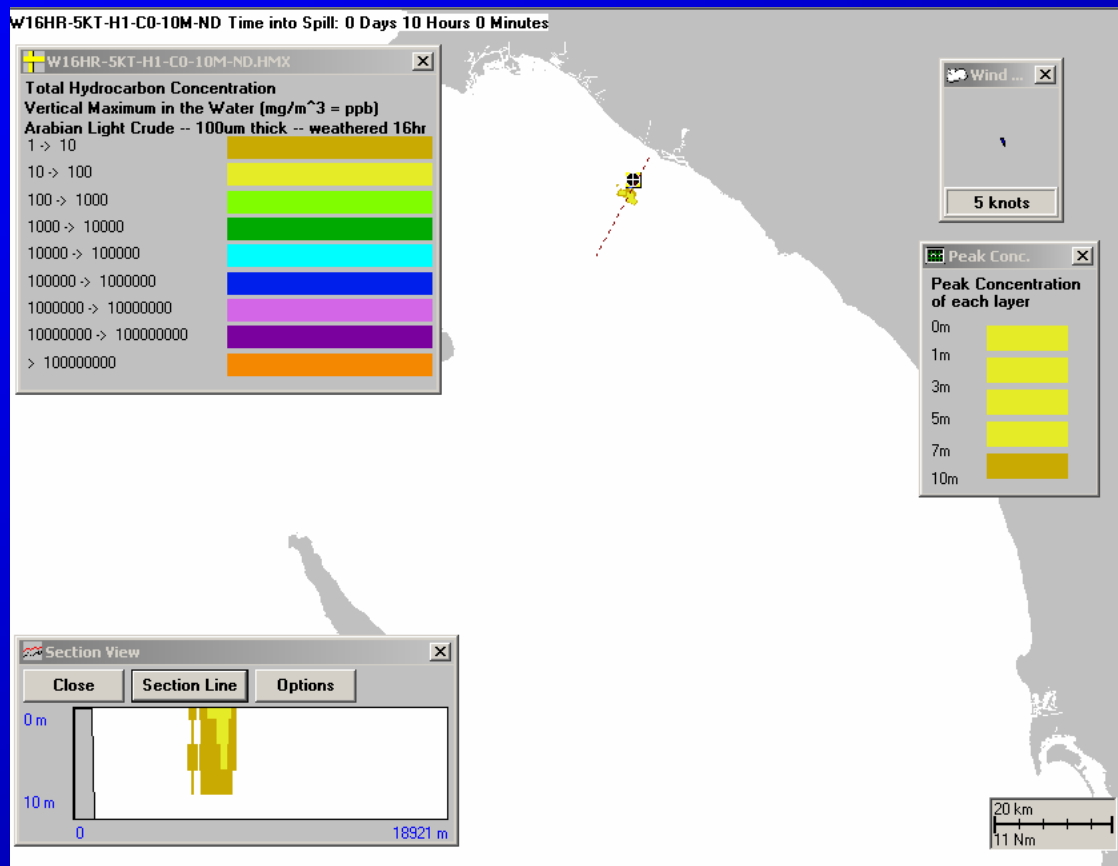 W16HR-5KT-H1-C0-10M-ND Time into Spill: 0 Days 10 Hours 0 Minutes
W16HR-5KT-H1-C0-10M-ND.HMX
Total Hydrocarbon Concentration
Vertical Maximum in the Water (mg/m^3 = ppb)
Arabian Light Crude -- 100um thick -- weathered 16hr
1 -> 10
10 -> 100
100 -> 1000
1000 -> 10000
10000 -> 100000
100000 -> 1000000
1000000 -> 10000000
10000000 -> 100000000
> 100000000
Wind ...
5 knots
Peak Conc.
Peak Concentration
of each layer
0m
1m
3m
5m
7m
10m
Section View
Close Section Line Options
0 m
10 m
0 18921 m
20 km
11 Nm